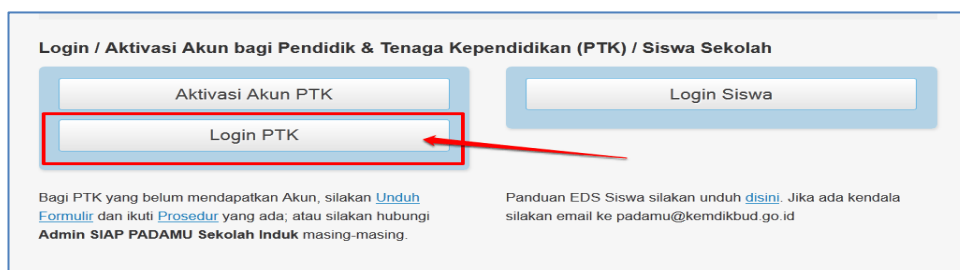 Login / Aktivasi Akun bagi Pendidik & Tenaga Kependidikan (PTK) / Siswa Sekolah
Aktivasi Akun PTK
Login PTK
Login Siswa
Bagi PTK yang belum mendapatkan Akun, silakan Unduh
Formulir dan ikuti Prosedur yang ada; atau silakan hubungi
Admin SIAP PADAMU Sekolah Induk masing-masing.
Panduan EDS Siswa silakan unduh disini. Jika ada kendala
silakan email ke padamu@kemdikbud.go.id